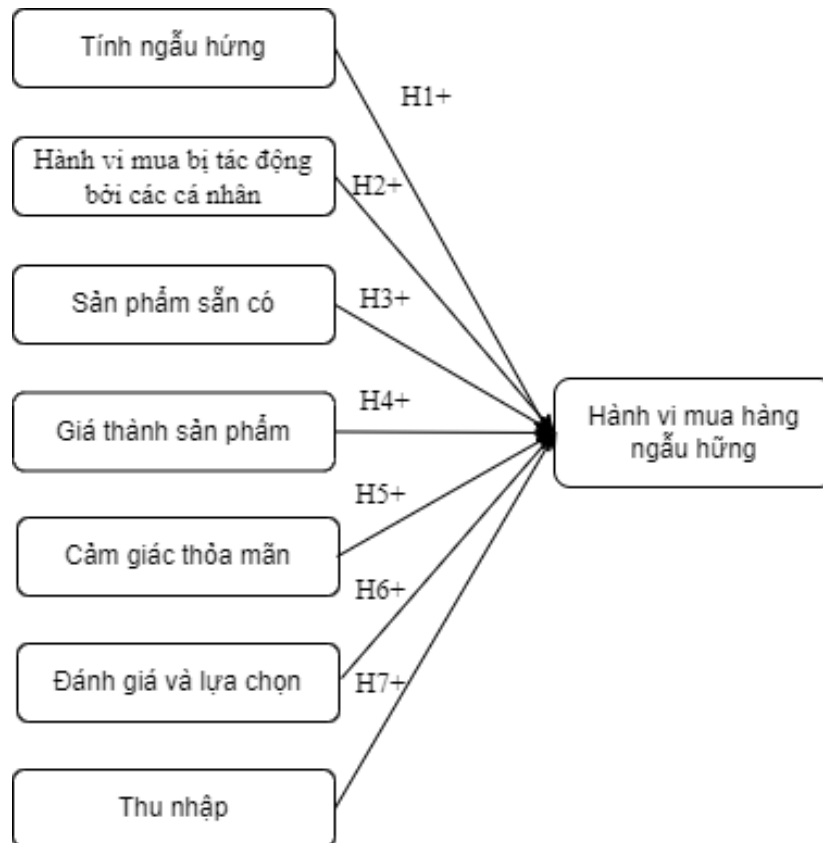 Tính ngẫu hứng
H1+
Hành vi mua bị tác động
bởi các cá nhân
H2+
Sản phẩm sẵn có
H3+
Giá thành sản phẩm
H4+
Hành vi mua hàng
ngẫu hững
Cảm giác thỏa mãn
H5+
Đánh giá và lựa chọn
H6+
H7+
Thu nhập